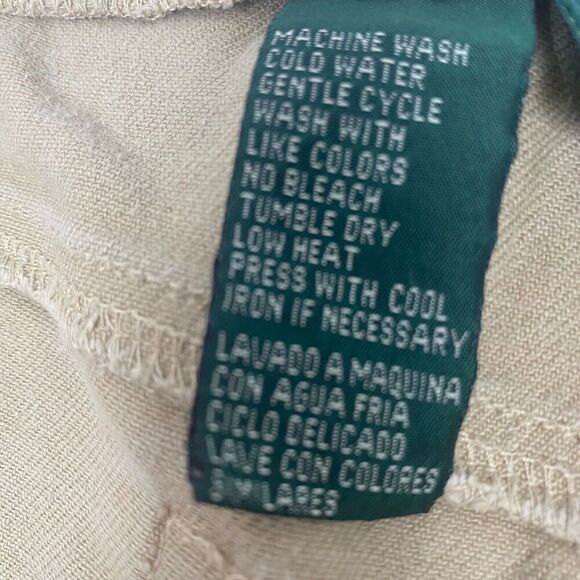 MACHINE WASH
COLD WATER
GENTLE CYCLE
WASH WITH
LIKE COLORS
NO BLEACH
TUMBLE DRY
LOW HEAT
PRESS WITH COOL
IRON IF NECESSARY
LAVADO A MAQUINA
CON AGUA FRIA
CICLO DELICADO
LAVE CON COLORES
SIMILARES